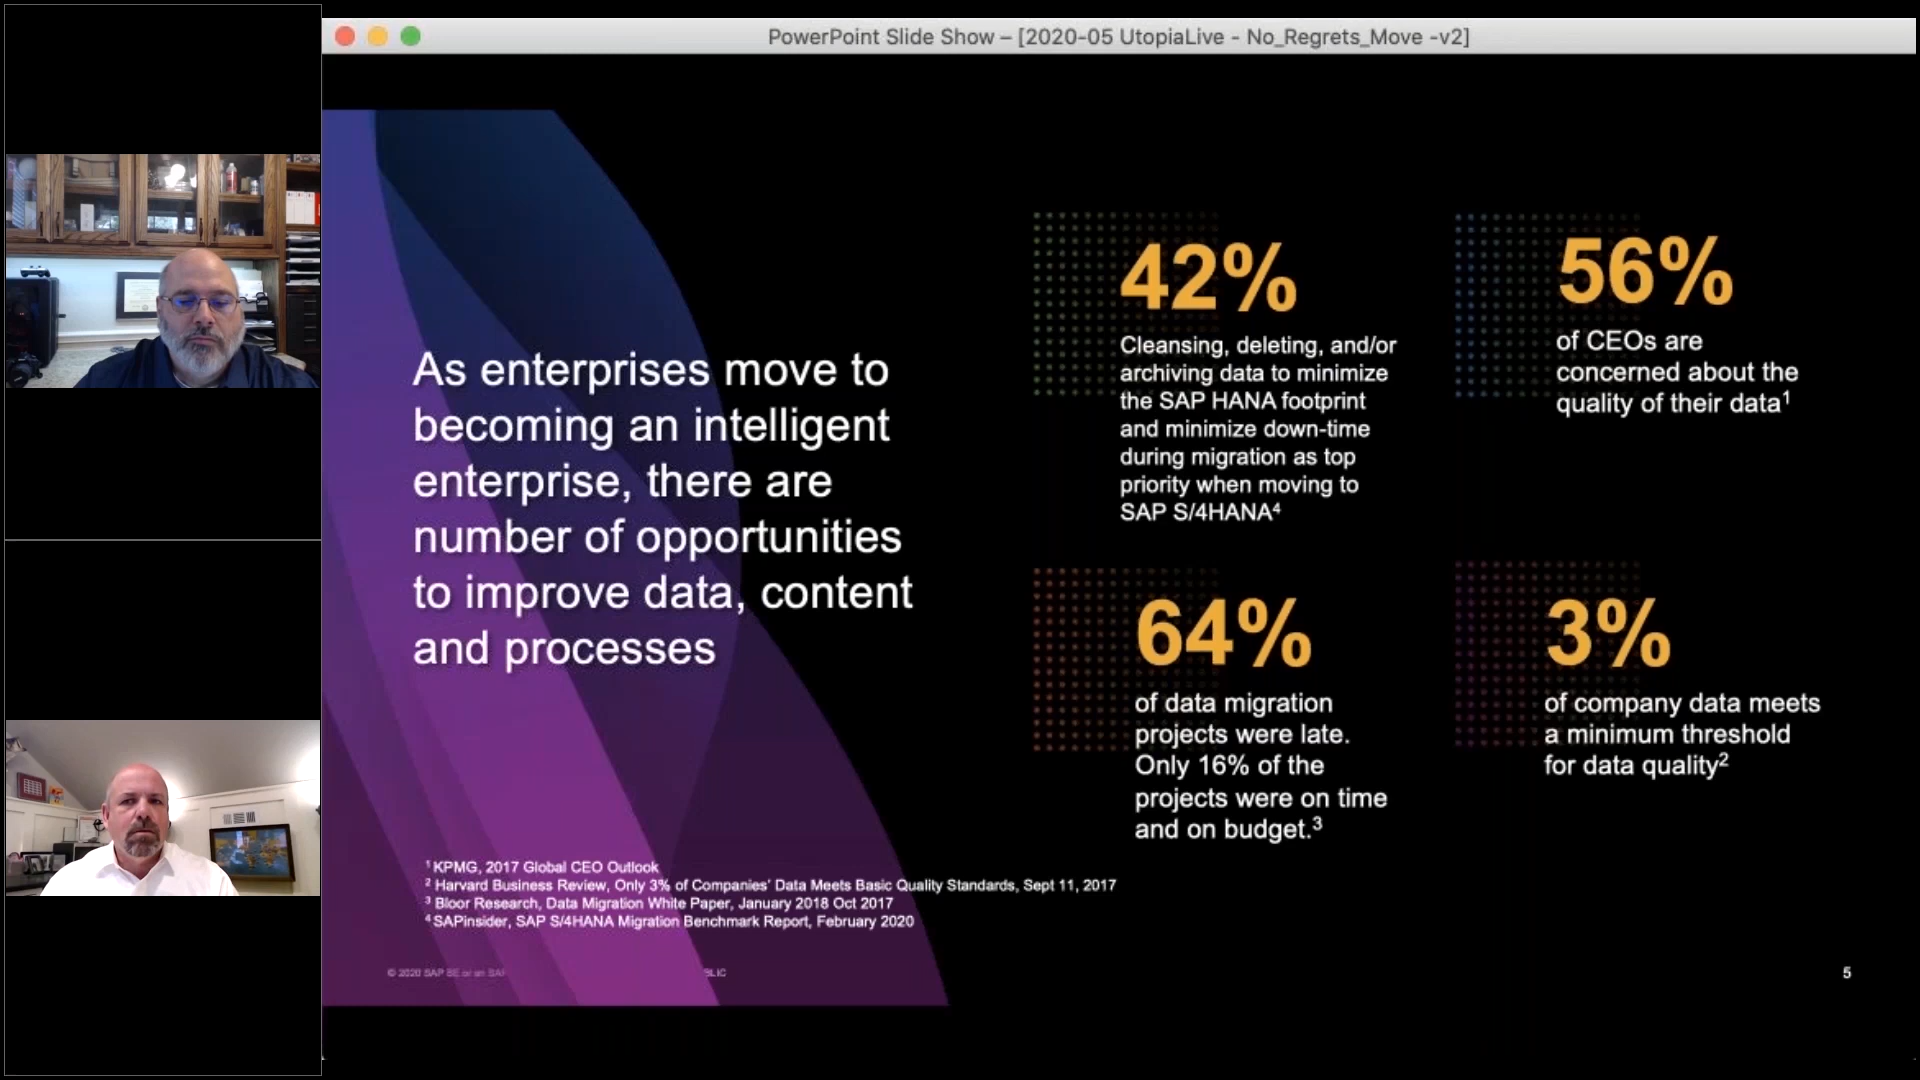 PowerPoint Slide Show – [2020-05 UtopiaLive - No_Regrets_Move -v2]
As enterprises move to
becoming an intelligent
enterprise, there are
number of opportunities
to improve data, content
and processes
42%
Cleansing, deleting, and/or
archiving data to minimize
the SAP HANA footprint
and minimize down-time
during migration as top
priority when moving to
SAP S/4HANA⁴
56%
of CEOs are
concerned about the
quality of their data¹
64%
of data migration
projects were late.
Only 16% of the
projects were on time
and on budget.³
3%
of company data meets
a minimum threshold
for data quality²
¹ KPMG, 2017 Global CEO Outlook
² Harvard Business Review, Only 3% of Companies' Data Meets Basic Quality Standards, Sept 11, 2017
³ Bloor Research, Data Migration White Paper, January 2018 Oct 2017
⁴ SAPinsider, SAP S/4HANA Migration Benchmark Report, February 2020
© 2020 SAP SE or an
5